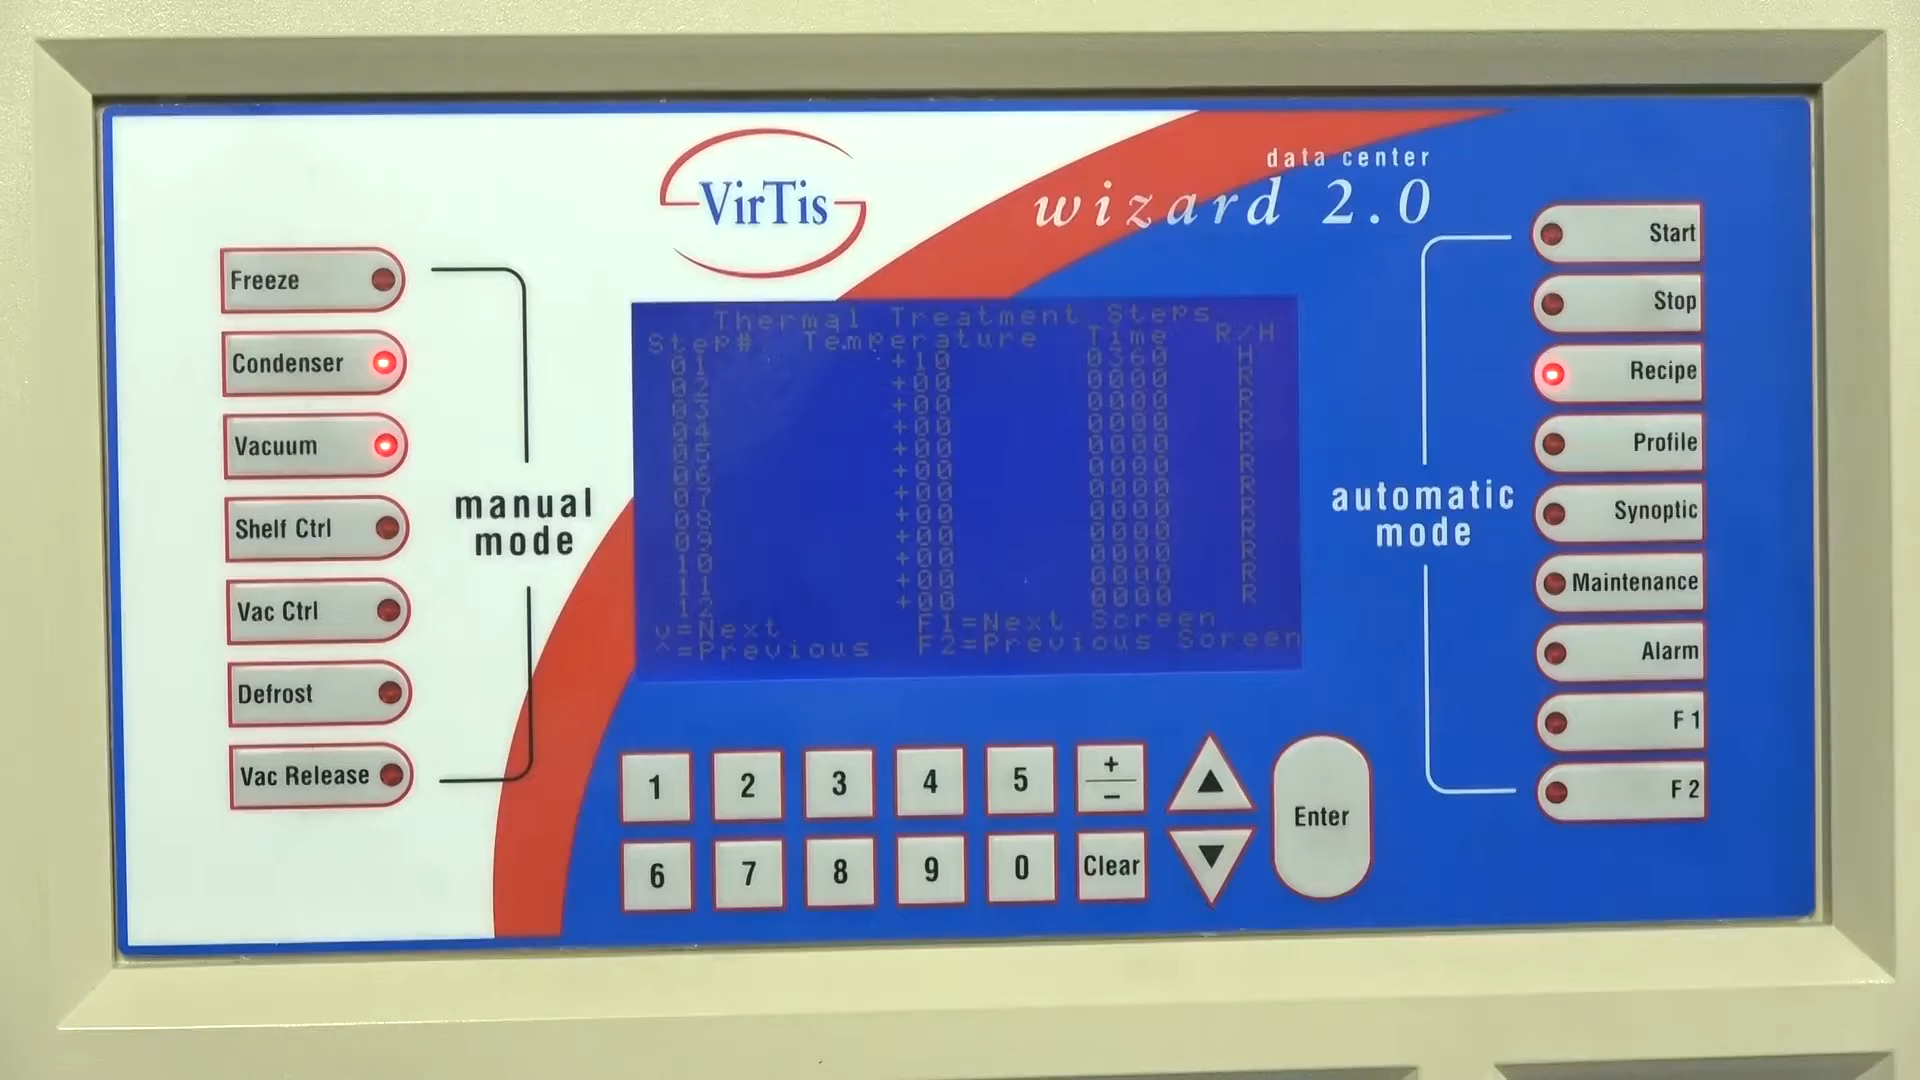 data center
VirTis
wizard 2.0
Freeze
Condenser
Vacuum
Shelf Ctrl
Vac Ctrl
Defrost
Vac Release
manual
mode
Thermal Treatment Steps
Step# Temperature Time R/H
01 +10 0360 H
02 +00 0000 R
03 +00 0000 R
04 +00 0000 R
05 +00 0000 R
06 +00 0000 R
07 +00 0000 R
08 +00 0000 R
09 +00 0000 R
10 +00 0000 R
11 +00 0000 R
12 +00 0000 R
v=Next F1=Next Screen
^=Previous F2=Previous Screen
1 2 3 4 5 + −
6 7 8 9 0 Clear
▲
▼
Enter
automatic
mode
Start
Stop
Recipe
Profile
Synoptic
Maintenance
Alarm
F 1
F 2